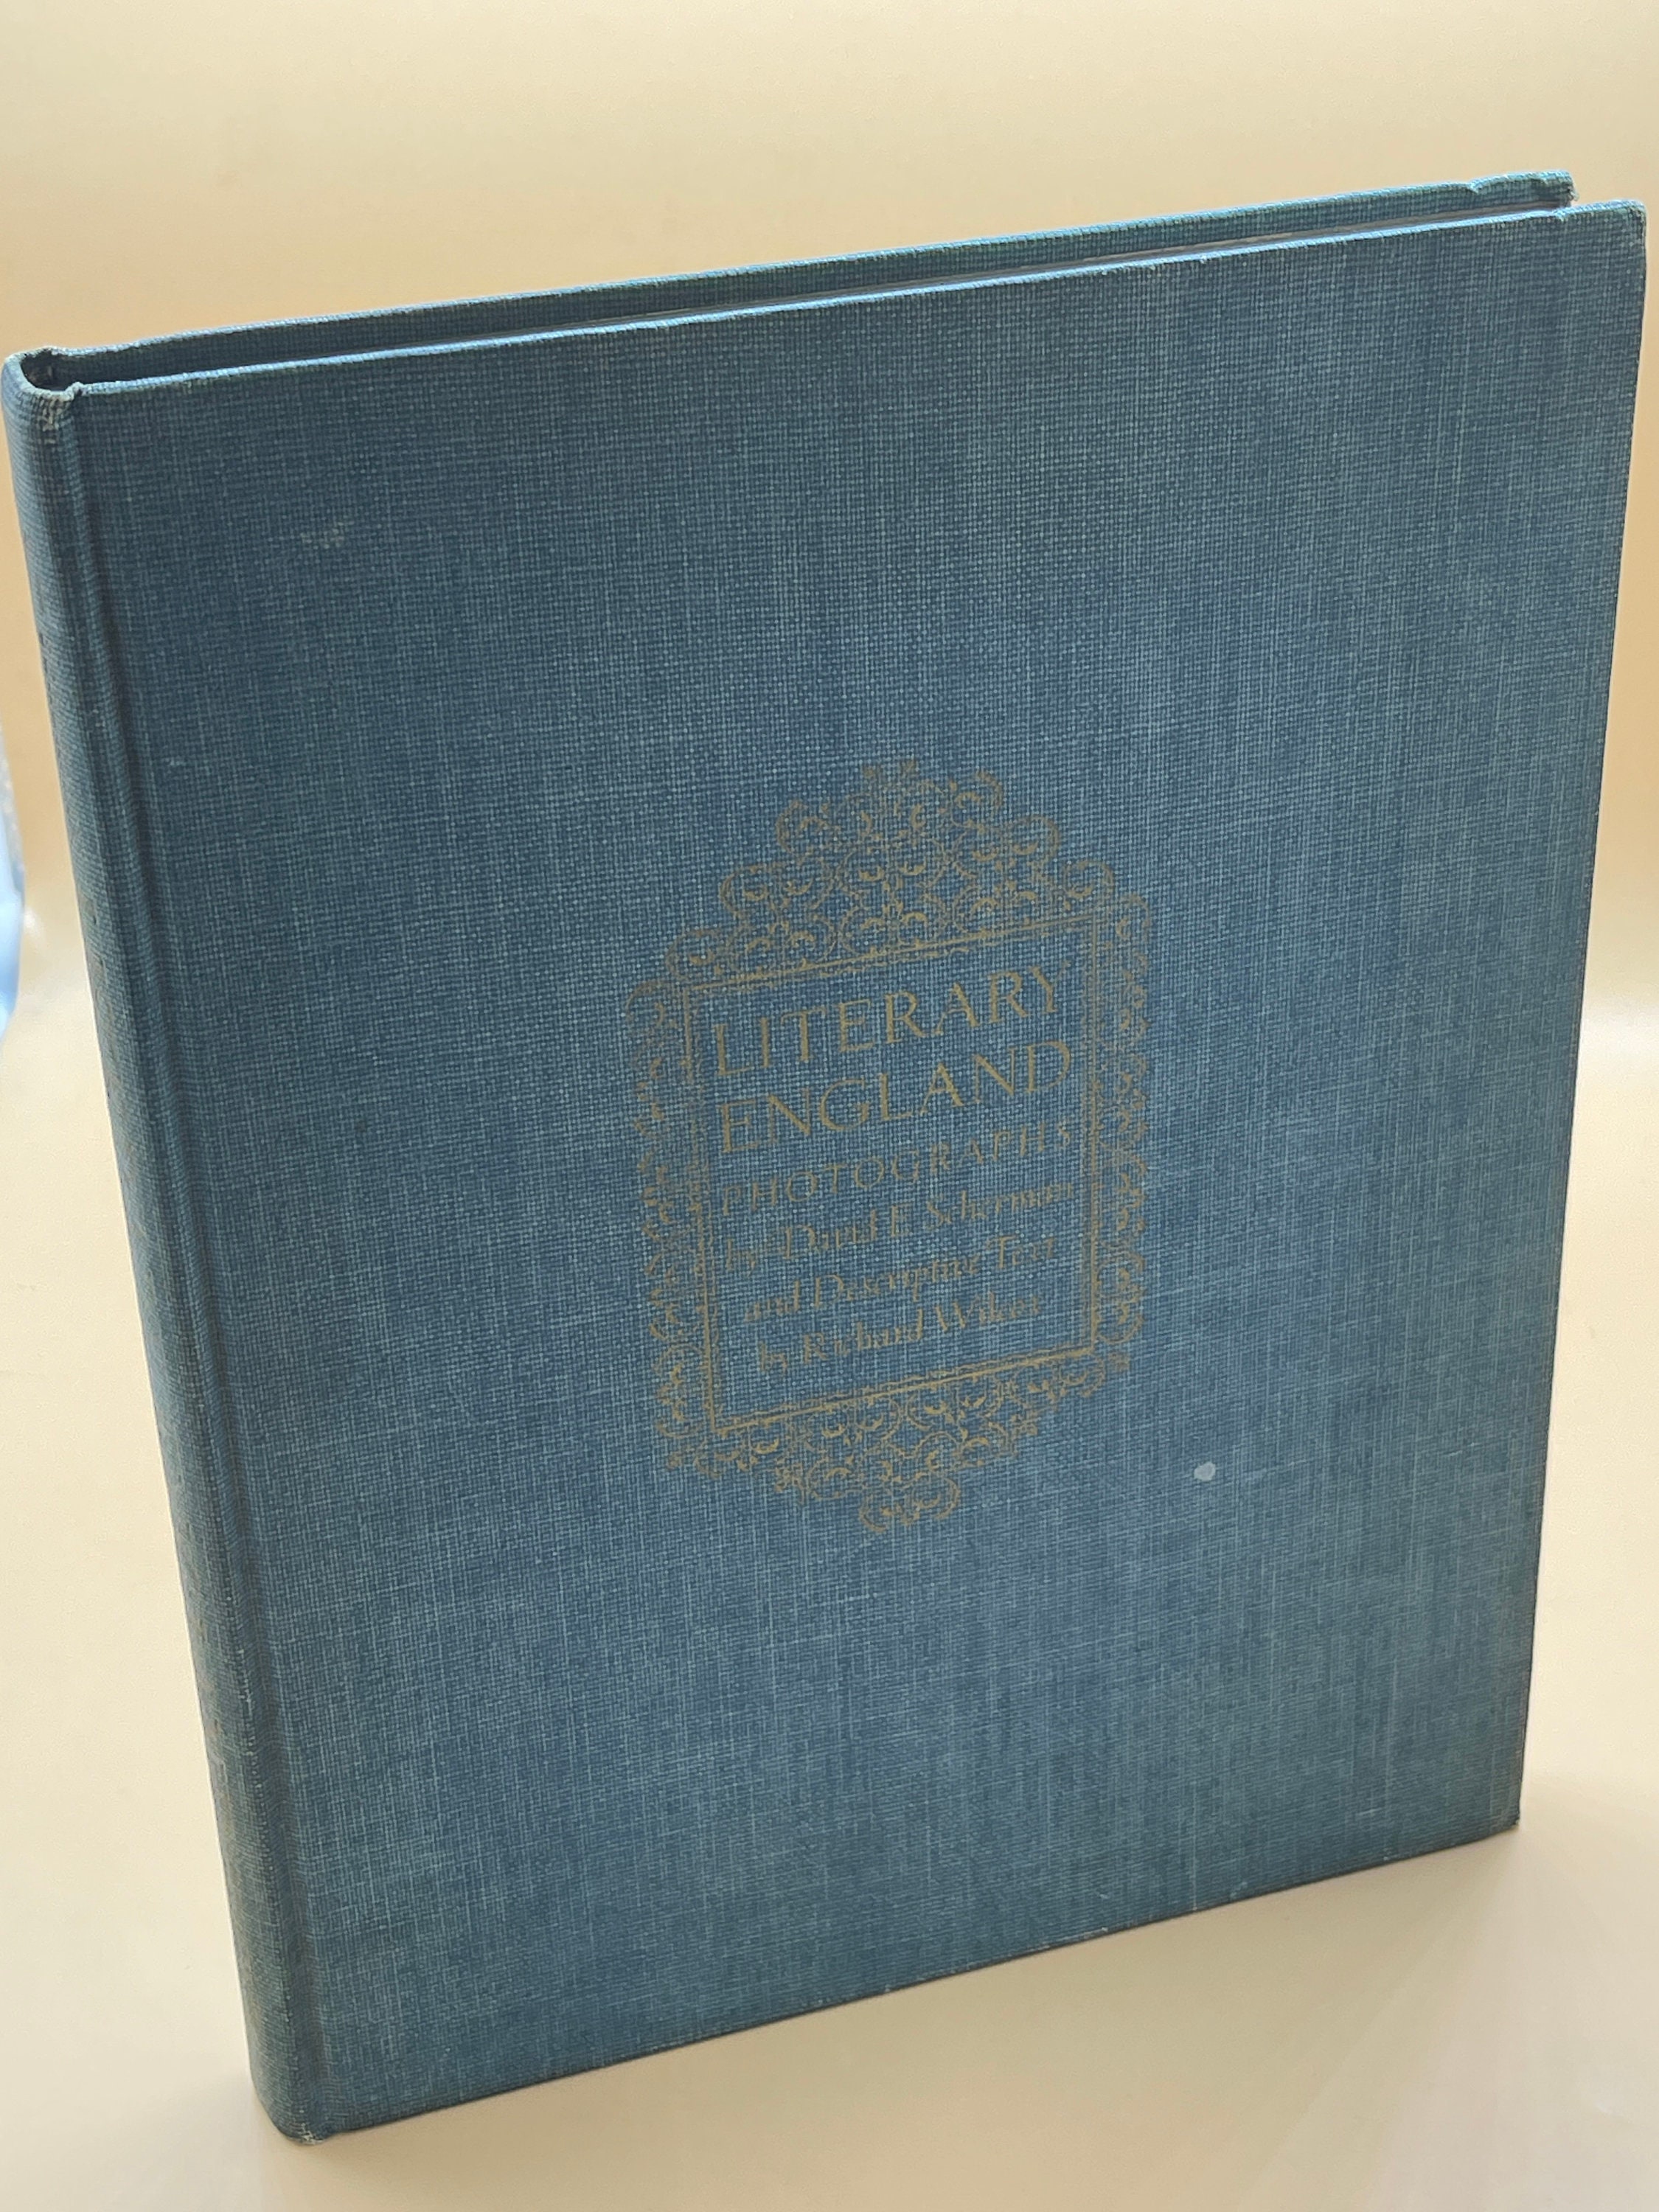 LITERARY
ENGLAND
PHOTOGRAPHS
by David E. Scherman
and Descriptive Text
by Richard Wilcox